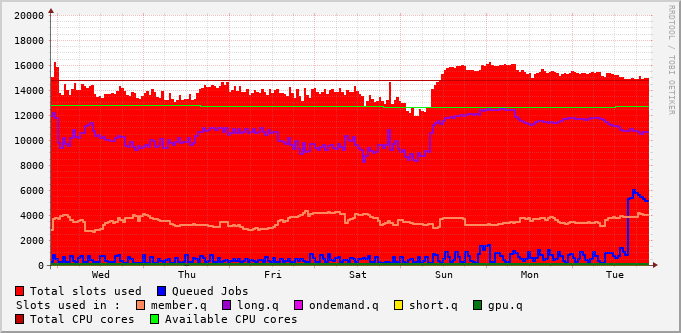 20000
18000
16000
14000
12000
10000
8000
6000
4000
2000
0
Wed Thu Fri Sat Sun Mon Tue
Total slots used Queued Jobs
Slots used in : member.q long.q ondemand.q short.q gpu.q
Total CPU cores Available CPU cores
RRDTOOL / TOBI OETIKER